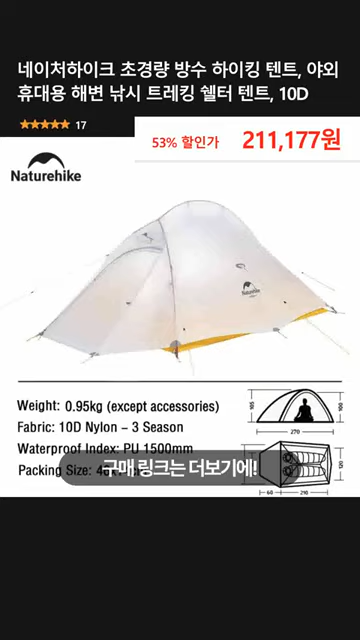 네이처하이크 초경량 방수 하이킹 텐트, 야외
휴대용 해변 낚시 트레킹 쉘터 텐트, 10D
★★★★★ 17
53% 할인가 211,177원
Naturehike
Weight: 0.95kg (except accessories)
Fabric: 10D Nylon – 3 Season
Waterproof Index: PU 1500mm
Packing Size:
구매 링크는 더보기에!
105
100
270
60
210